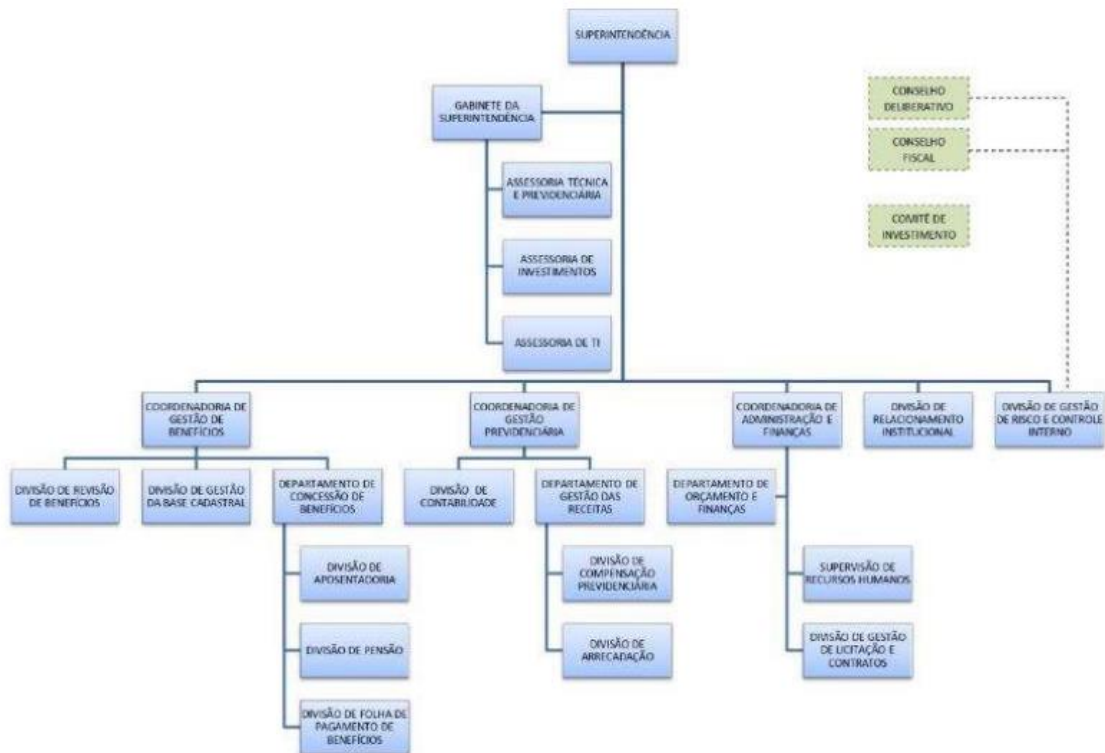 SUPERINTENDÊNCIA
GABINETE DA
SUPERINTENDÊNCIA
CONSELHO
DELIBERATIVO
CONSELHO
FISCAL
ASSESSORIA TÉCNICA
E PREVIDENCIÁRIA
COMITÊ DE
INVESTIMENTO
ASSESSORIA DE
INVESTIMENTOS
ASSESSORIA DE TI
COORDENADORIA DE
GESTÃO DE
BENEFÍCIOS
COORDENADORIA DE
GESTÃO
PREVIDENCIÁRIA
COORDENADORIA DE
ADMINISTRAÇÃO E
FINANÇAS
DIVISÃO DE
RELACIONAMENTO
INSTITUCIONAL
DIVISÃO DE GESTÃO
DE RISCO E CONTROLE
INTERNO
DIVISÃO DE REVISÃO
DE BENEFÍCIOS
DIVISÃO DE GESTÃO
DA BASE CADASTRAL
DEPARTAMENTO DE
CONCESSÃO DE
BENEFÍCIOS
DIVISÃO DE
CONTABILIDADE
DEPARTAMENTO DE
GESTÃO DAS
RECEITAS
DEPARTAMENTO DE
ORÇAMENTO E
FINANÇAS
DIVISÃO DE
APOSENTADORIA
DIVISÃO DE
COMPENSAÇÃO
PREVIDENCIÁRIA
SUPERVISÃO DE
RECURSOS HUMANOS
DIVISÃO DE PENSÃO
DIVISÃO DE
ARRECADAÇÃO
DIVISÃO DE GESTÃO
DE LICITAÇÃO E
CONTRATOS
DIVISÃO DE FOLHA DE
PAGAMENTO DE
BENEFÍCIOS